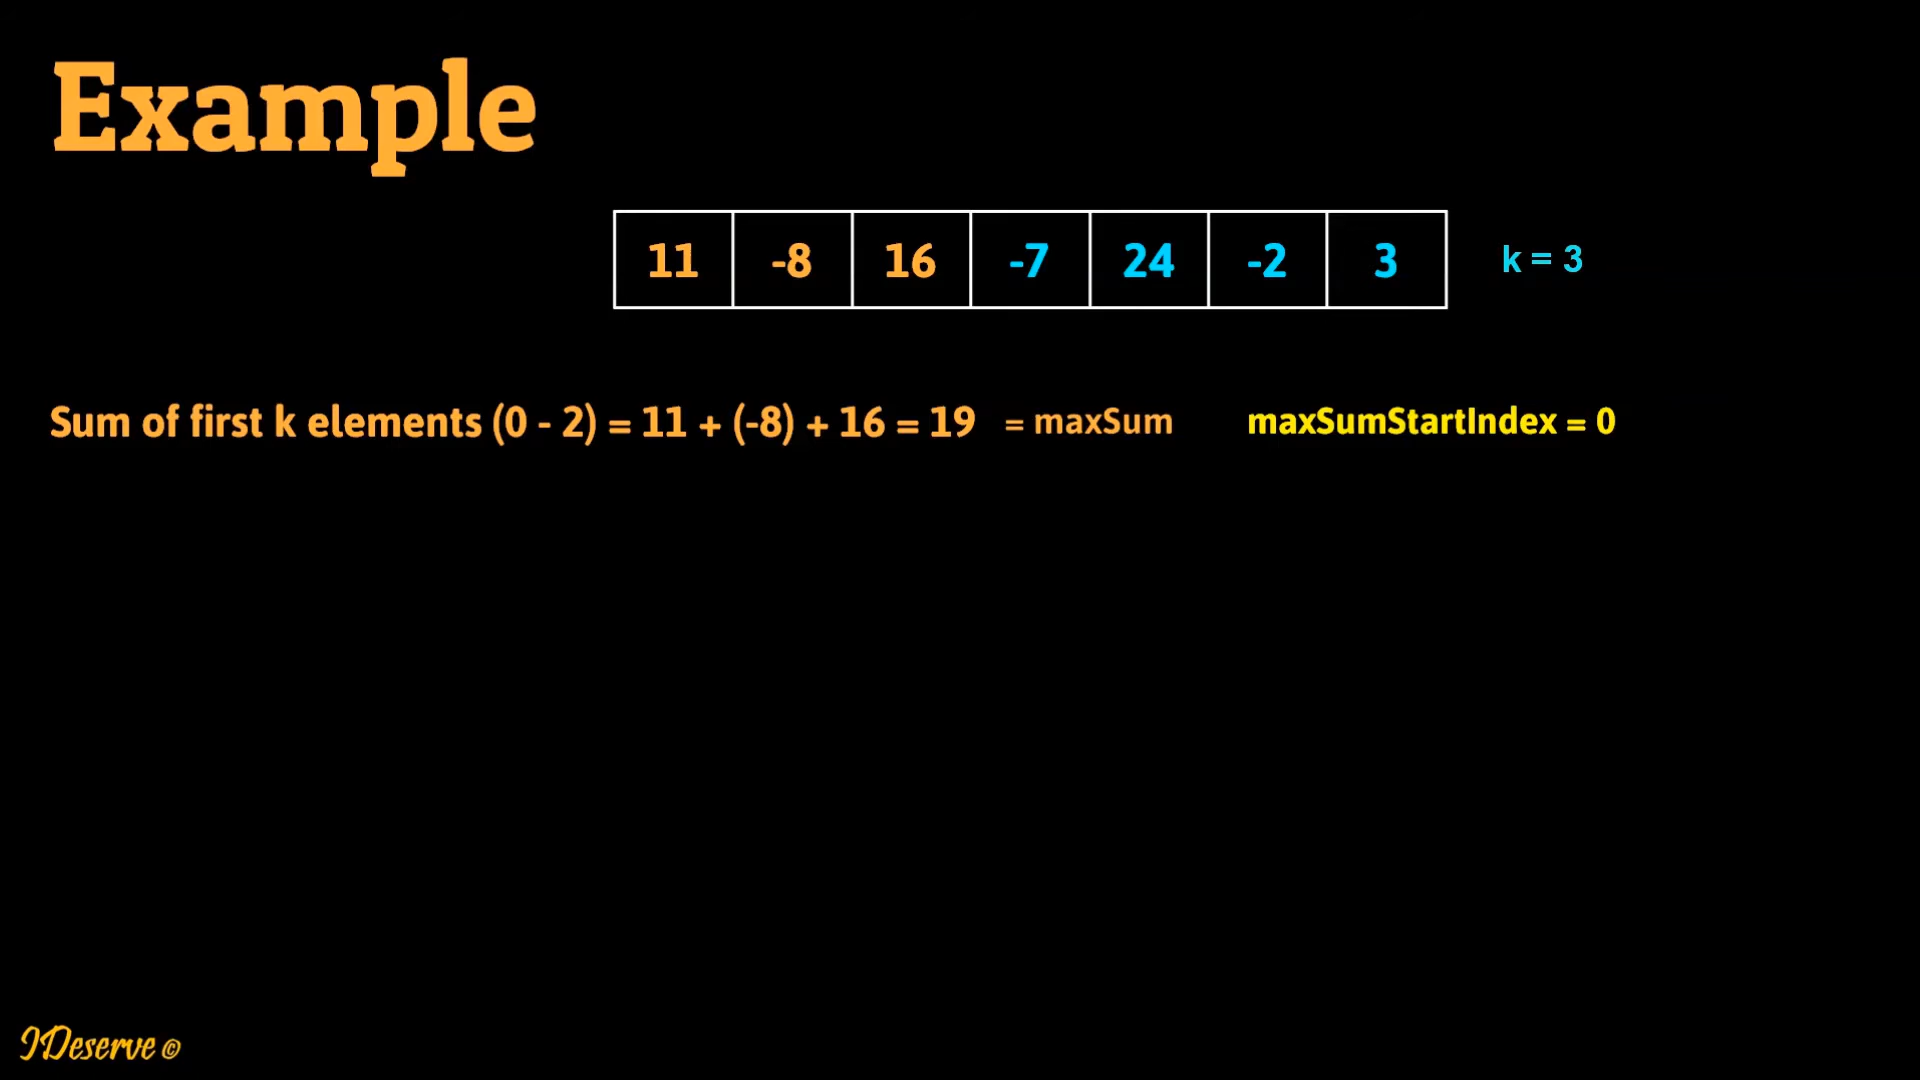 Example
11 -8 16 -7 24 -2 3 k = 3
Sum of first k elements (0 - 2) = 11 + (-8) + 16 = 19 = maxSum maxSumStartIndex = 0
IDeserve ©